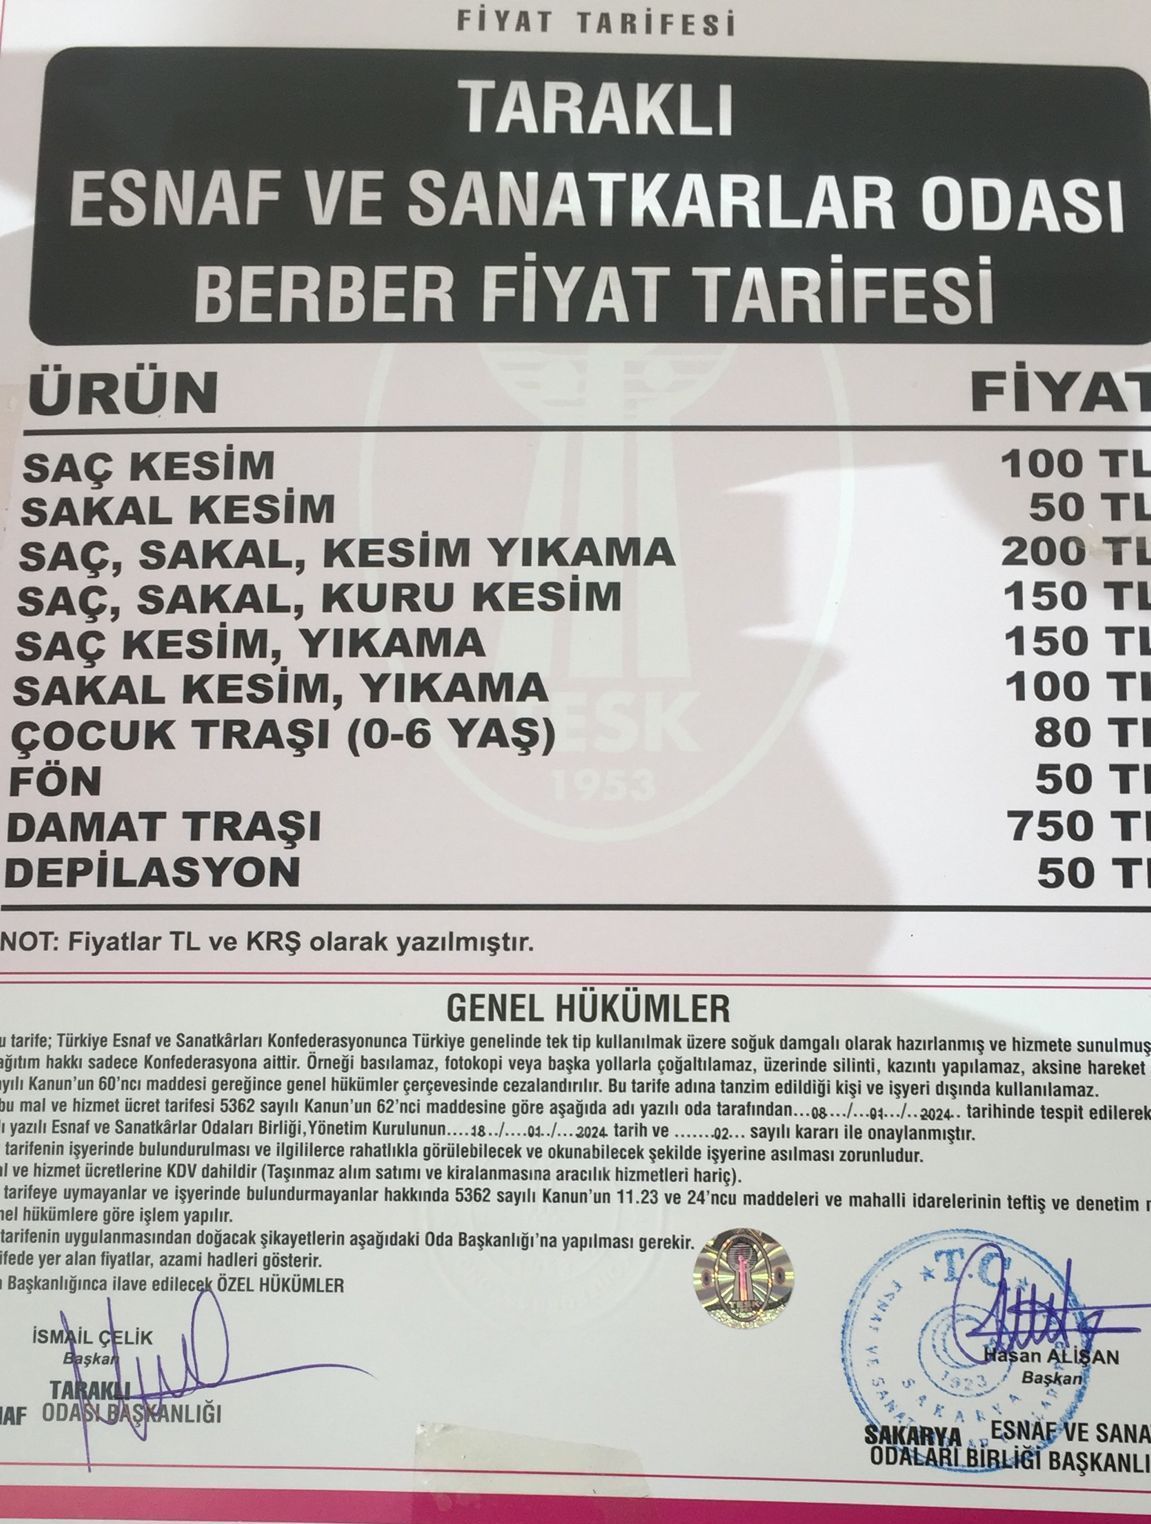 FİYAT TARİFESİ
TARAKLI
ESNAF VE SANATKARLAR ODASI
BERBER FİYAT TARİFESİ
ÜRÜN FİYAT
SAÇ KESİM 100 TL
SAKAL KESİM 50 TL
SAÇ, SAKAL, KESİM YIKAMA 200 TL
SAÇ, SAKAL, KURU KESİM 150 TL
SAÇ KESİM, YIKAMA 150 TL
SAKAL KESİM, YIKAMA 100 TL
ÇOCUK TRAŞI (0-6 YAŞ) 80 TL
FÖN 50 TL
DAMAT TRAŞI 750 TL
DEPİLASYON 50 TL
TESK
1953
NOT: Fiyatlar TL ve KRŞ olarak yazılmıştır.
GENEL HÜKÜMLER
u tarife; Türkiye Esnaf ve Sanatkârları Konfederasyonunca Türkiye genelinde tek tip kullanılmak üzere soğuk damgalı olarak hazırlanmış ve hizmete sunulmuş
ağıtım hakkı sadece Konfederasyona aittir. Örneği basılamaz, fotokopi veya başka yollarla çoğaltılamaz, üzerinde silinti, kazıntı yapılamaz, aksine hareket
ayılı Kanun'un 60'ncı maddesi gereğince genel hükümler çerçevesinde cezalandırılır. Bu tarife adına tanzim edildiği kişi ve işyeri dışında kullanılamaz.
bu mal ve hizmet ücret tarifesi 5362 sayılı Kanun'un 62'nci maddesine göre aşağıda adı yazılı oda tarafından...08.../...01.../..2024.. tarihinde tespit edilerek
ı yazılı Esnaf ve Sanatkârlar Odaları Birliği,Yönetim Kurulunun....18../....01../...2024 tarih ve .......02... sayılı kararı ile onaylanmıştır.
tarifenin işyerinde bulundurulması ve ilgililerce rahatlıkla görülebilecek ve okunabilecek şekilde işyerine asılması zorunludur.
al ve hizmet ücretlerine KDV dahildir (Taşınmaz alım satımı ve kiralanmasına aracılık hizmetleri hariç).
tarifeye uymayanlar ve işyerinde bulundurmayanlar hakkında 5362 sayılı Kanun'un 11.23 ve 24'ncu maddeleri ve mahalli idarelerinin teftiş ve denetim
nel hükümlere göre işlem yapılır.
tarifenin uygulanmasından doğacak şikayetlerin aşağıdaki Oda Başkanlığı'na yapılması gerekir.
ifede yer alan fiyatlar, azami hadleri gösterir.
Başkanlığınca ilave edilecek ÖZEL HÜKÜMLER
TESK
T.C.
1923
SAKARYA
İSMAİL ÇELİK
Başkan
TARAKLI
NAF ODASI BAŞKANLIĞI
Hasan ALİŞAN
Başkan
SAKARYA ESNAF VE SANA
ODALARI BİRLİĞİ BAŞKANLI